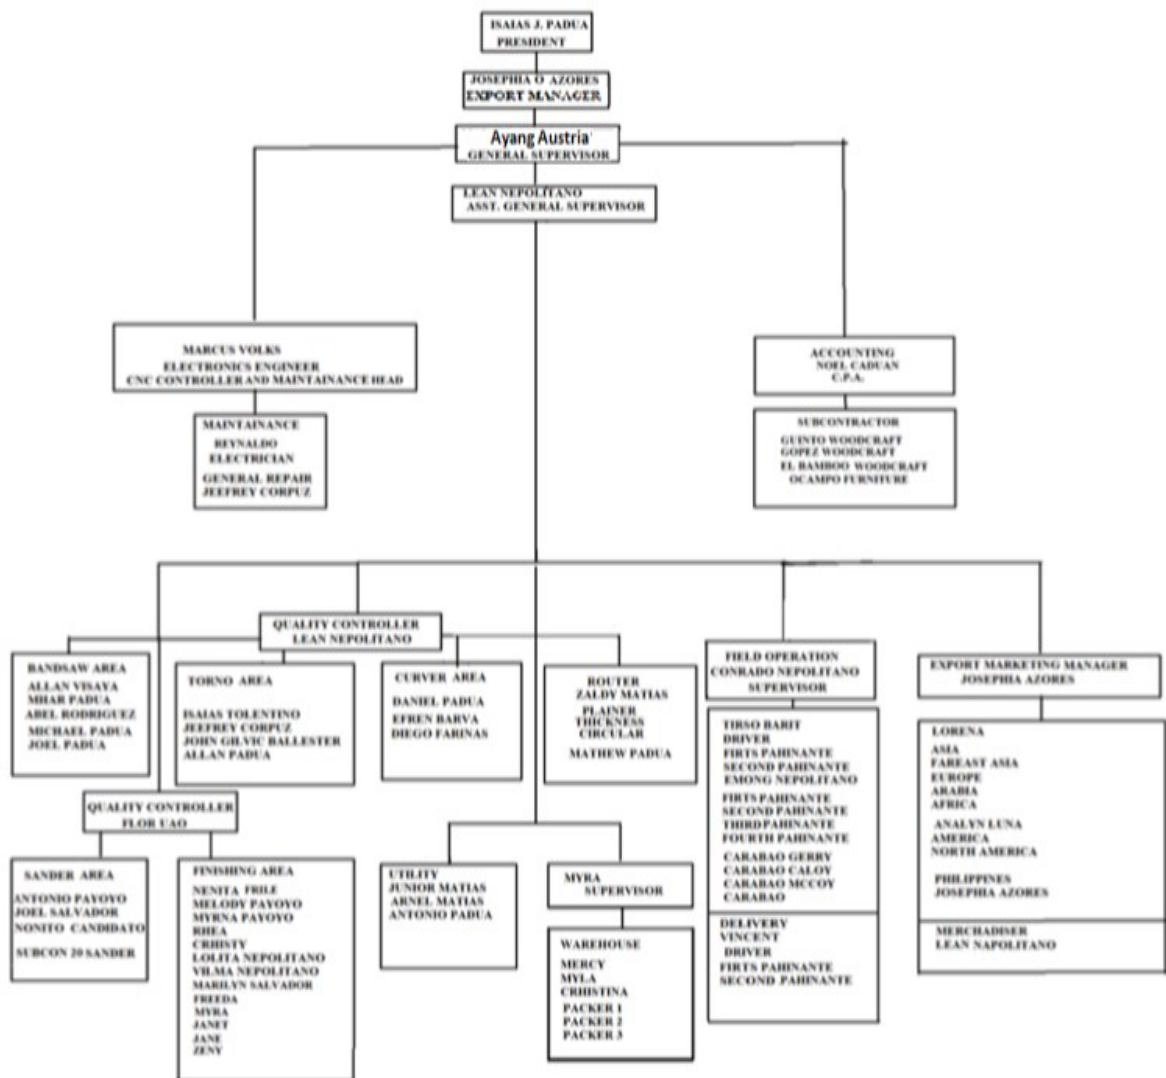 ISAIAS J. PADUA
PRESIDENT
JOSEPHIA O AZORES
EXPORT MANAGER
Ayang Austria
GENERAL SUPERVISOR
LEAN NEPOLITANO
ASST. GENERAL SUPERVISOR
MARCUS VOLKS
ELECTRONICS ENGINEER
CNC CONTROLLER AND MAINTAINANCE HEAD
MAINTAINANCE
REYNALDO
ELECTRICIAN
GENERAL REPAIR
JEEFREY CORPUZ
ACCOUNTING
NOEL CADUAN
C.P.A.
SUBCONTRACTOR
GUINTO WOODCRAFT
GOPEZ WOODCRAFT
EL BAMBOO WOODCRAFT
OCAMPO FURNITURE
QUALITY CONTROLLER
LEAN NEPOLITANO
BANDSAW AREA
ALLAN VISAYA
MHAR PADUA
ABEL RODRIGUEZ
MICHAEL PADUA
JOEL PADUA
TORNO AREA
ISAIAS TOLENTINO
JEEFREY CORPUZ
JOHN GILVIC BALLESTER
ALLAN PADUA
CURVER AREA
DANIEL PADUA
EFREN BARVA
DIEGO FARINAS
ROUTER
ZALDY MATIAS
PLAINER
THICKNESS
CIRCULAR
MATHEW PADUA
FIELD OPERATION
CONRADO NEPOLITANO
SUPERVISOR
TIRSO BARIT
DRIVER
FIRTS PAHINANTE
SECOND PAHINANTE
EMONG NEPOLITANO
FIRTS PAHINANTE
SECOND PAHINANTE
THIRD PAHINANTE
FOURTH PAHINANTE
CARABAO GERRY
CARABAO CALOY
CARABAO MCCOY
CARABAO
DELIVERY
VINCENT
DRIVER
FIRTS PAHINANTE
SECOND PAHINANTE
EXPORT MARKETING MANAGER
JOSEPHIA AZORES
LORENA
ASIA
FAREAST ASIA
EUROPE
ARABIA
AFRICA
ANALYN LUNA
AMERICA
NORTH AMERICA
PHILIPPINES
JOSEPHIA AZORES
MERCHADISER
LEAN NAPOLITANO
QUALITY CONTROLLER
FLOR UAO
SANDER AREA
ANTONIO PAYOYO
JOEL SALVADOR
NONITO CANDIDATO
SUBCON 20 SANDER
FINISHING AREA
NENITA FRILE
MELODY PAYOYO
MYRNA PAYOYO
RHEA
CRHISTY
LOLITA NEPOLITANO
VILMA NEPOLITANO
MARILYN SALVADOR
FREEDA
MYRA
JANET
JANE
ZENY
UTILITY
JUNIOR MATIAS
ARNEL MATIAS
ANTONIO PADUA
MYRA
SUPERVISOR
WAREHOUSE
MERCY
MYLA
CRHISTINA
PACKER 1
PACKER 2
PACKER 3